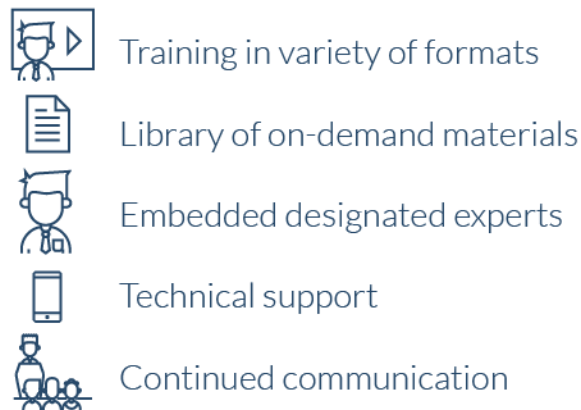 Training in variety of formats
Library of on-demand materials
Embedded designated experts
Technical support
Continued communication